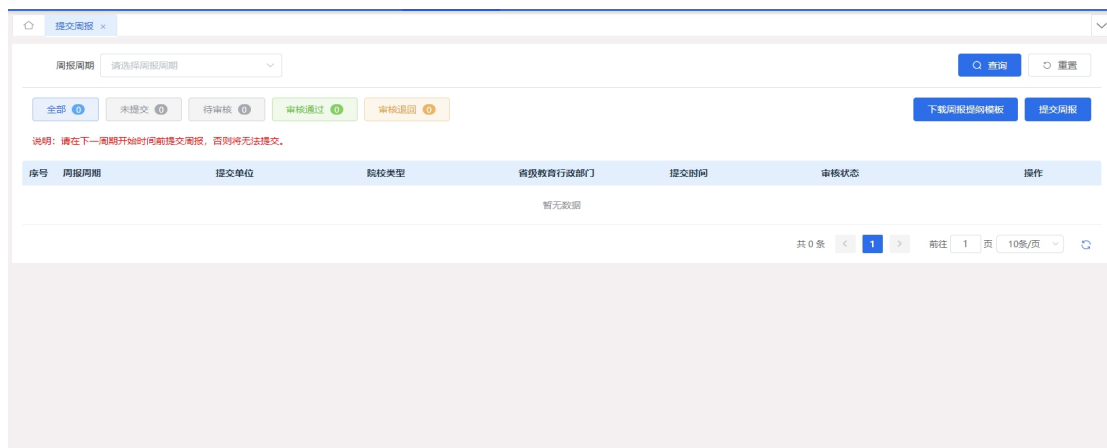 提交周报 ×
周报周期 请选择周报周期 查询 重置
全部 0 未提交 0 待审核 0 审核通过 0 审核退回 0 下载周报提纲模板 提交周报
说明：请在下一周期开始时间前提交周报，否则将无法提交。
序号 周报周期 提交单位 院校类型 省级教育行政部门 提交时间 审核状态 操作
暂无数据
共 0 条 < 1 > 前往 1 页 10条/页